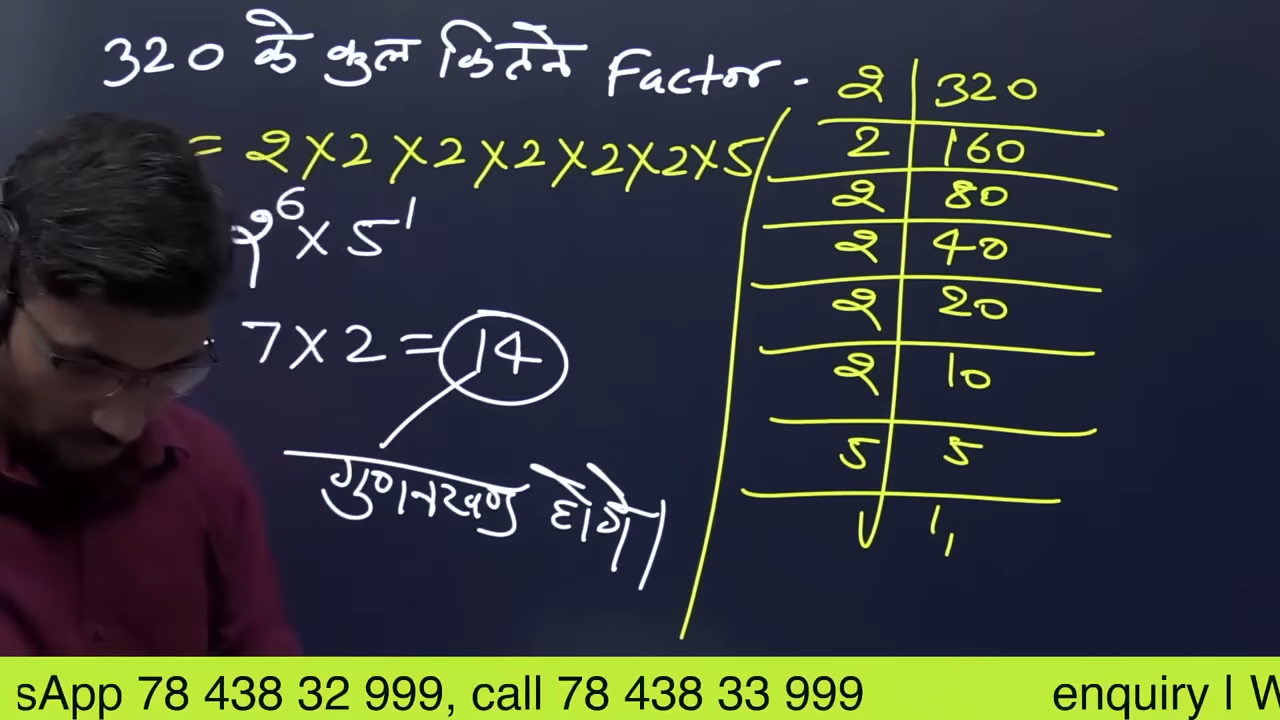 320 के कुल कितने Factor -
= 2×2×2×2×2×2×5
2⁶×5¹
7×2=14
गुणनखण्ड होंगे।
2 | 320
2 | 160
2 | 80
2 | 40
2 | 20
2 | 10
5 | 5
1
sApp 78 438 32 999, call 78 438 33 999 enquiry | W